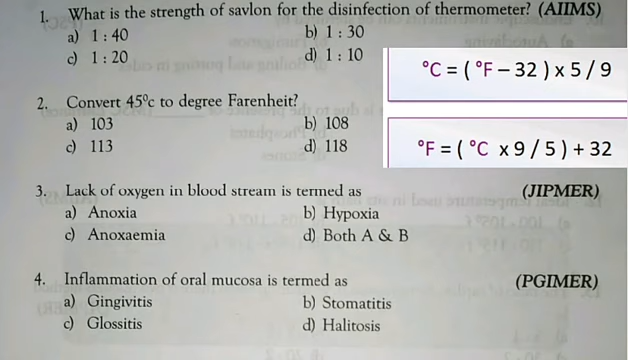 1. What is the strength of savlon for the disinfection of thermometer? (AIIMS)
a) 1 : 40 b) 1 : 30
c) 1 : 20 d) 1 : 10
°C = ( °F – 32 ) x 5 / 9
2. Convert 45⁰c to degree Farenheit?
a) 103 b) 108
c) 113 d) 118
°F = ( °C x 9 / 5 ) + 32
3. Lack of oxygen in blood stream is termed as (JIPMER)
a) Anoxia b) Hypoxia
c) Anoxaemia d) Both A & B
4. Inflammation of oral mucosa is termed as (PGIMER)
a) Gingivitis b) Stomatitis
c) Glossitis d) Halitosis